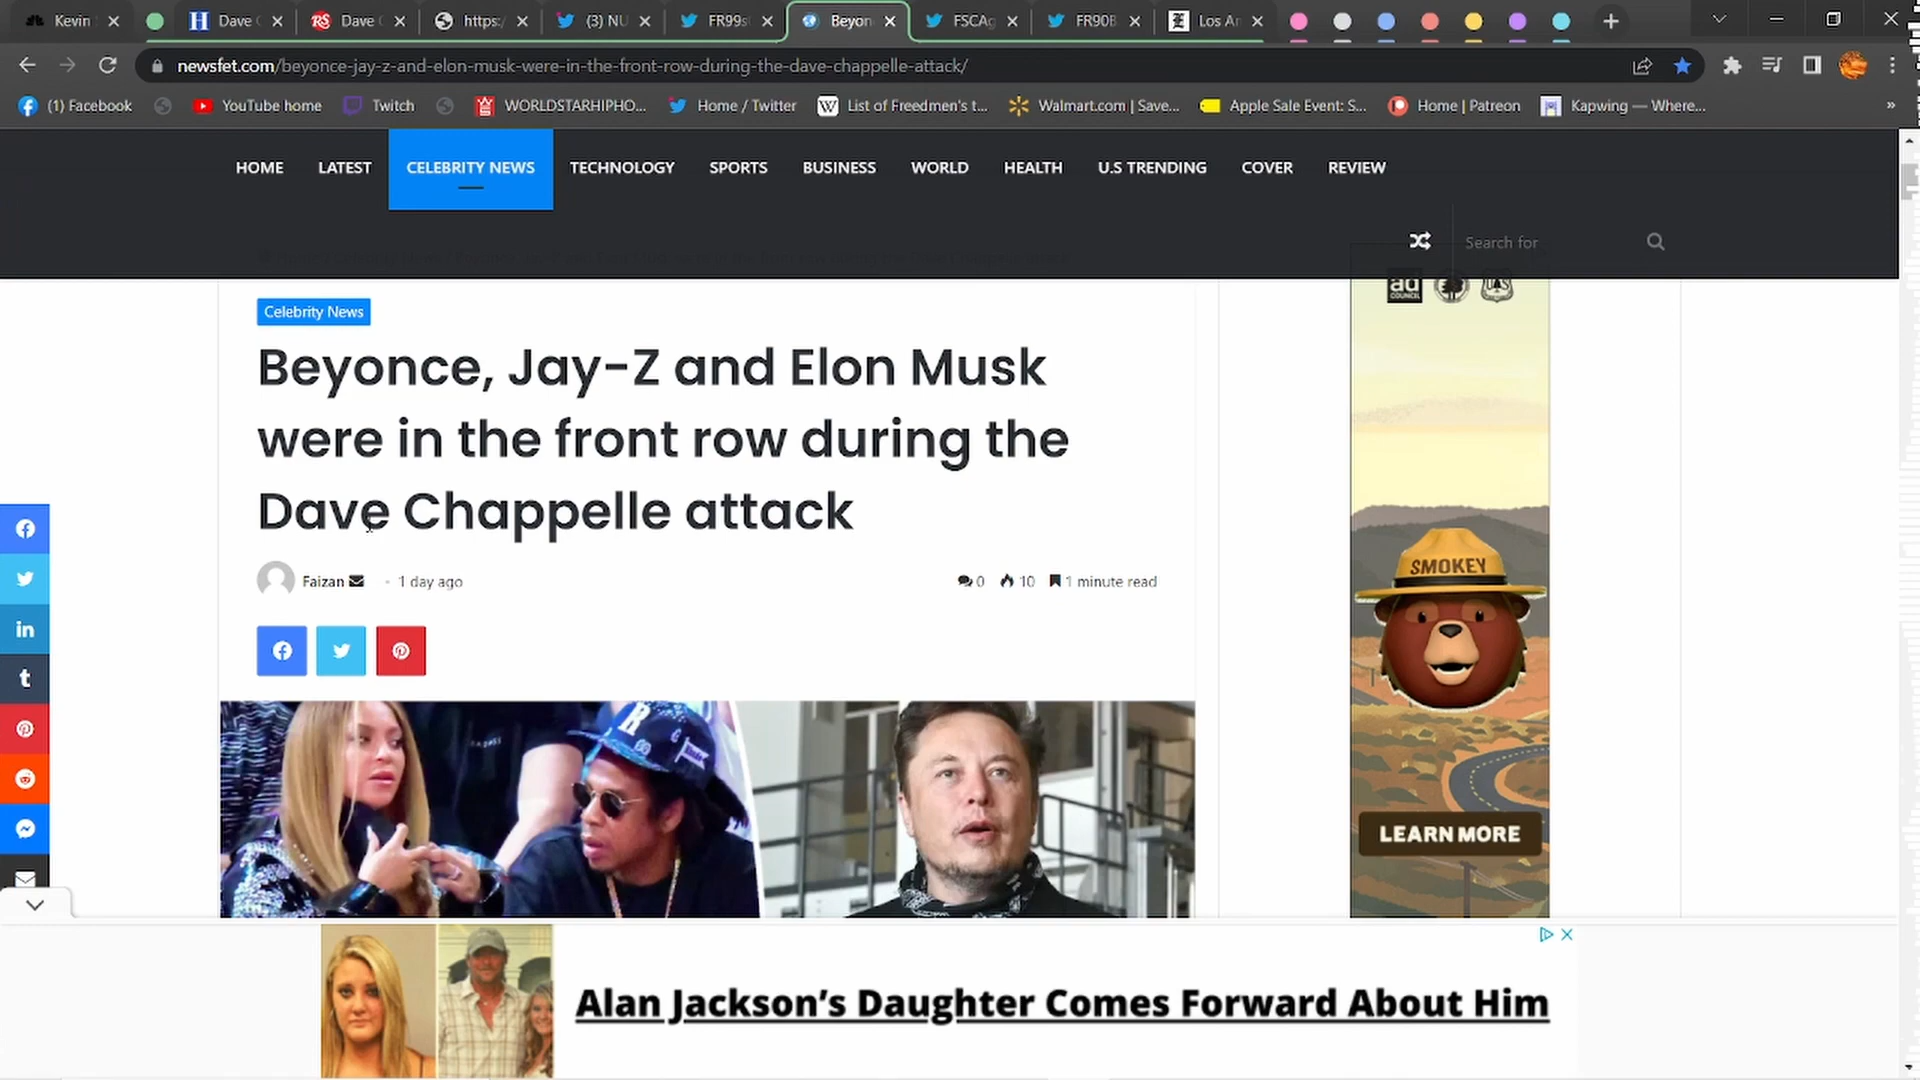 Kevin
Dave
Dave
https:/
(3) NU
FR99s
Beyon
FSCAg
FR90B
Los An
newsfet.com/beyonce-jay-z-and-elon-musk-were-in-the-front-row-during-the-dave-chappelle-attack/
(1) Facebook
YouTube home
Twitch
WORLDSTARHIPHO...
Home / Twitter
List of Freedmen's t...
Walmart.com | Save...
Apple Sale Event: S...
Home | Patreon
Kapwing — Where...
HOME LATEST CELEBRITY NEWS TECHNOLOGY SPORTS BUSINESS WORLD HEALTH U.S TRENDING COVER REVIEW
Search for
ad
COUNCIL
Celebrity News
Beyonce, Jay-Z and Elon Musk
were in the front row during the
Dave Chappelle attack
Faizan
1 day ago
0
10
1 minute read
SMOKEY
LEARN MORE
Alan Jackson's Daughter Comes Forward About Him